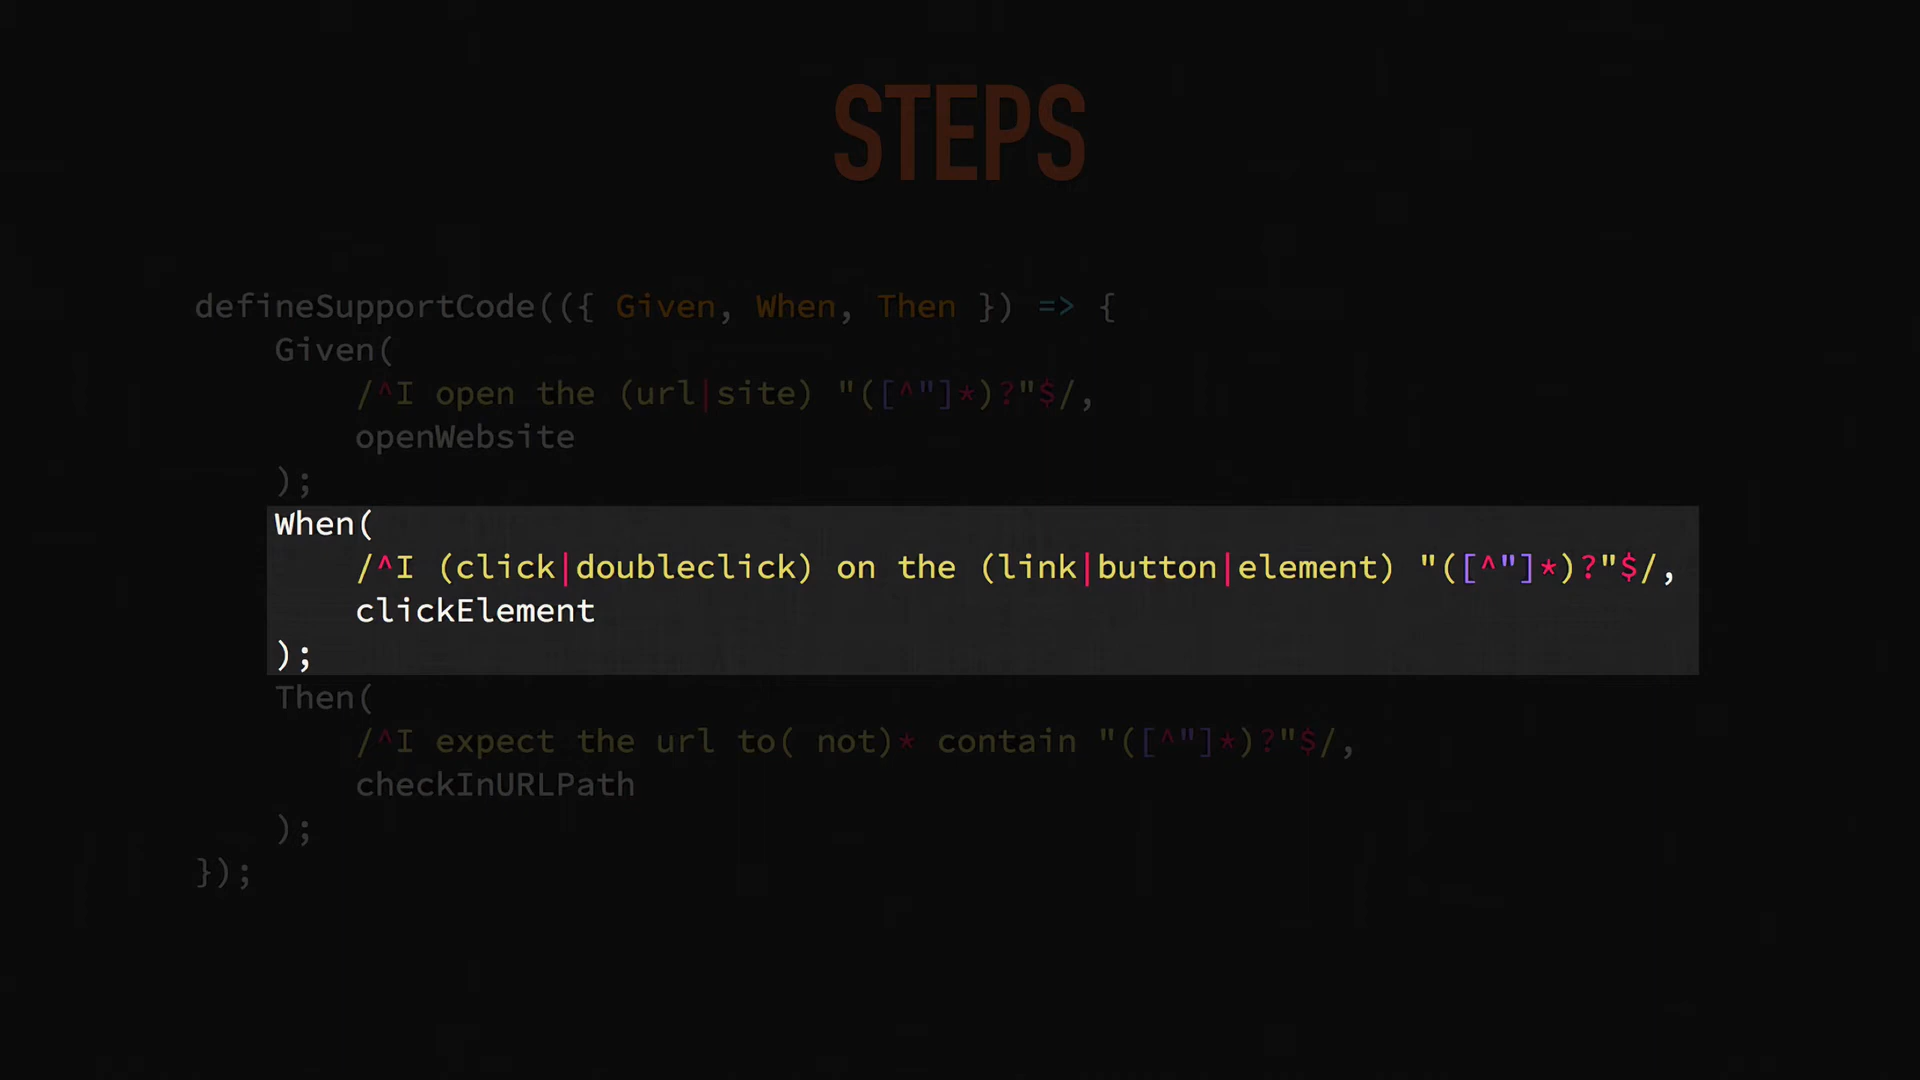 STEPS
defineSupportCode(({ Given, When, Then }) => {
    Given(
        /^I open the (url|site) "([^"]*)?"$/,
        openWebsite
    );
    When(
        /^I (click|doubleclick) on the (link|button|element) "([^"]*)?"$/,
        clickElement
    );
    Then(
        /^I expect the url to( not)* contain "([^"]*)?"$/,
        checkInURLPath
    );
});